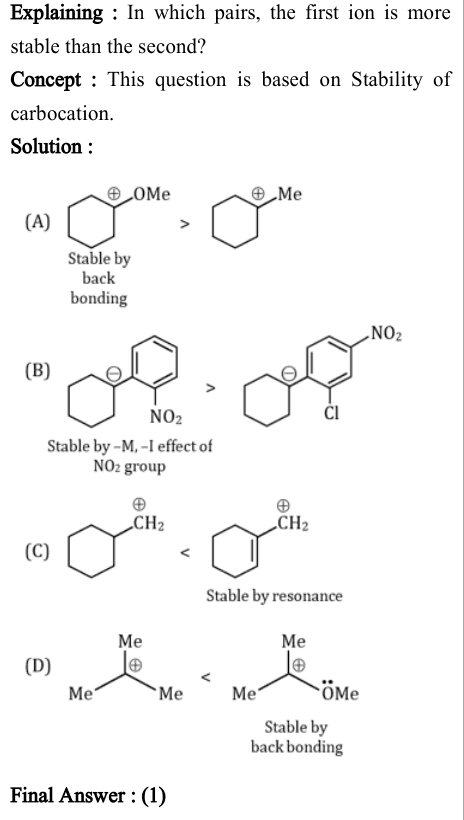 Explaining : In which pairs, the first ion is more
stable than the second?
Concept : This question is based on Stability of
carbocation.
Solution :
(A) ⊕ OMe > ⊕ Me
Stable by
back
bonding
(B) ⊖ NO₂ > ⊖ NO₂ Cl
Stable by –M, –I effect of
NO₂ group
(C) ⊕ CH₂ < ⊕ CH₂
Stable by resonance
(D) Me ⊕ Me Me < Me ⊕ Me ÖMe
Stable by
back bonding
Final Answer : (1)